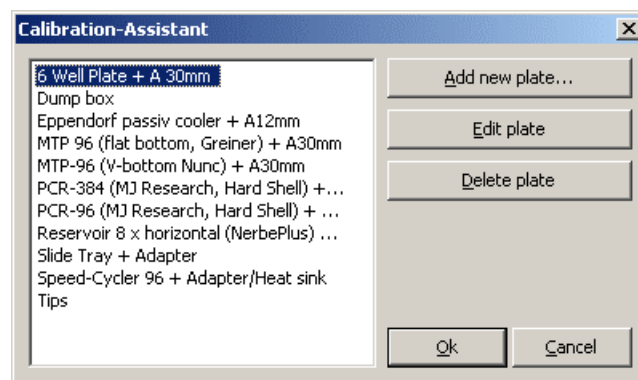 Calibration-Assistant
6 Well Plate + A 30mm
Dump box
Eppendorf passiv cooler + A12mm
MTP 96 (flat bottom, Greiner) + A30mm
MTP-96 (V-bottom Nunc) + A30mm
PCR-384 (MJ Research, Hard Shell) +...
PCR-96 (MJ Research, Hard Shell) + ...
Reservoir 8 x horizontal (NerbePlus) ...
Slide Tray + Adapter
Speed-Cycler 96 + Adapter/Heat sink
Tips
Add new plate...
Edit plate
Delete plate
Ok
Cancel